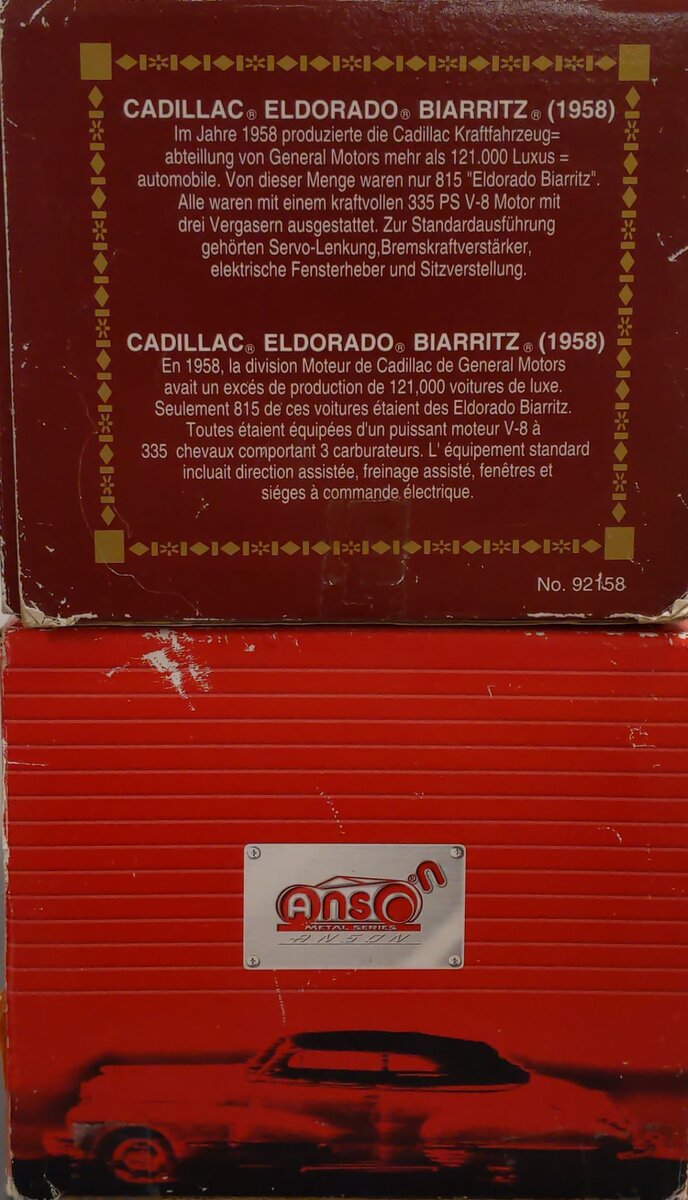 CADILLAC® ELDORADO® BIARRITZ® (1958)
Im Jahre 1958 produzierte die Cadillac Kraftfahrzeug=
abteillung von General Motors mehr als 121.000 Luxus =
automobile. Von dieser Menge waren nur 815 "Eldorado Biarritz".
Alle waren mit einem kraftvollen 335 PS V-8 Motor mit
drei Vergasern ausgestattet. Zur Standardausführung
gehörten Servo-Lenkung,Bremskraftverstärker,
elektrische Fensterheber und Sitzverstellung.
CADILLAC® ELDORADO® BIARRITZ® (1958)
En 1958, la division Moteur de Cadillac de General Motors
avait un excés de production de 121,000 voitures de luxe.
Seulement 815 de ces voitures étaient des Eldorado Biarritz.
Toutes étaient équipées d'un puissant moteur V-8 à
335 chevaux comportant 3 carburateurs. L' équipement standard
incluait direction assistée, freinage assisté, fenêtres et
siéges à commande électrique.
No. 92158
Anson®
METAL SERIES
ANSON